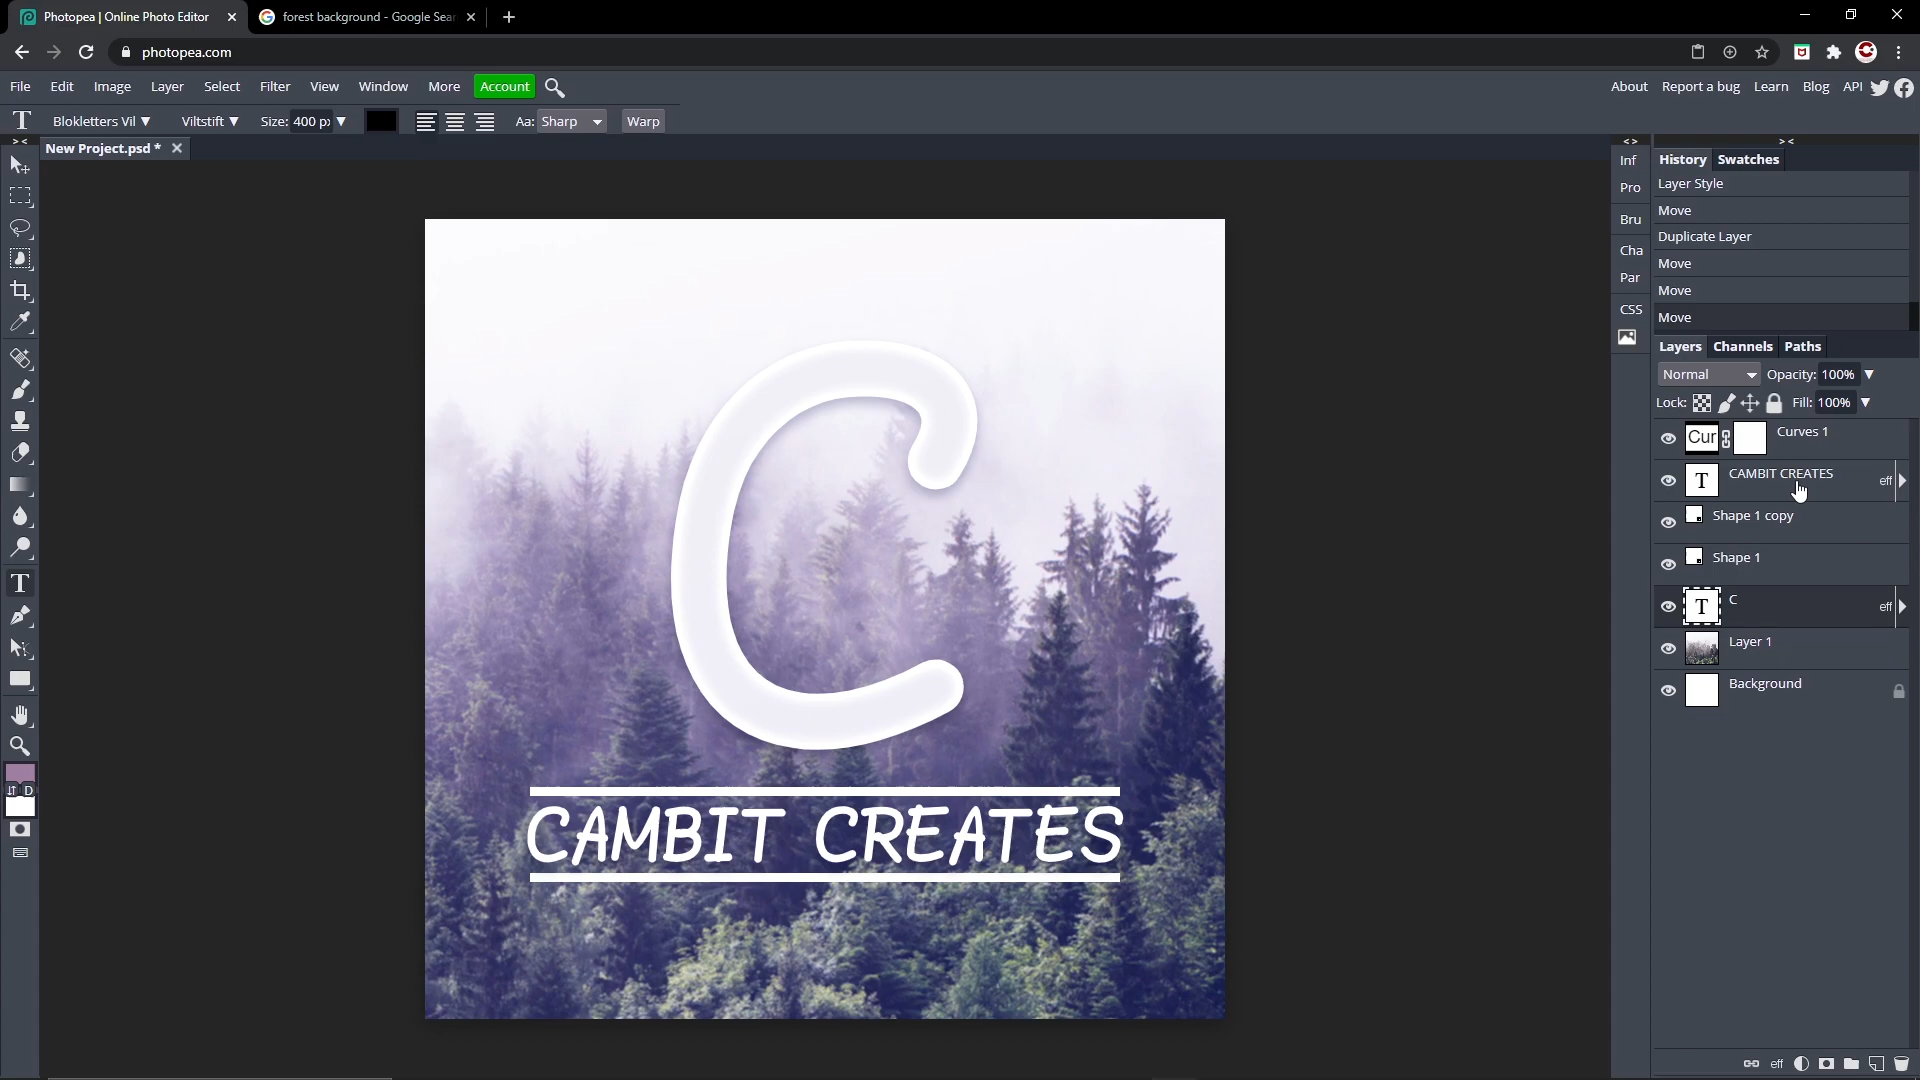 Photopea | Online Photo Editor
forest background - Google Sear
photopea.com
File Edit Image Layer Select Filter View Window More Account
About Report a bug Learn Blog API
T Blokletters Vil Viltstift Size: 400 px Aa: Sharp Warp
> < New Project.psd * < > > <
Inf
Pro
Bru
Cha
Par
CSS
History Swatches
Layer Style
Move
Duplicate Layer
Move
Move
Move
Layers Channels Paths
Normal Opacity: 100%
Lock: Fill: 100%
Cur Curves 1
T CAMBIT CREATES eff
Shape 1 copy
Shape 1
T C eff
Layer 1
Background
T
D
C
CAMBIT CREATES
eff